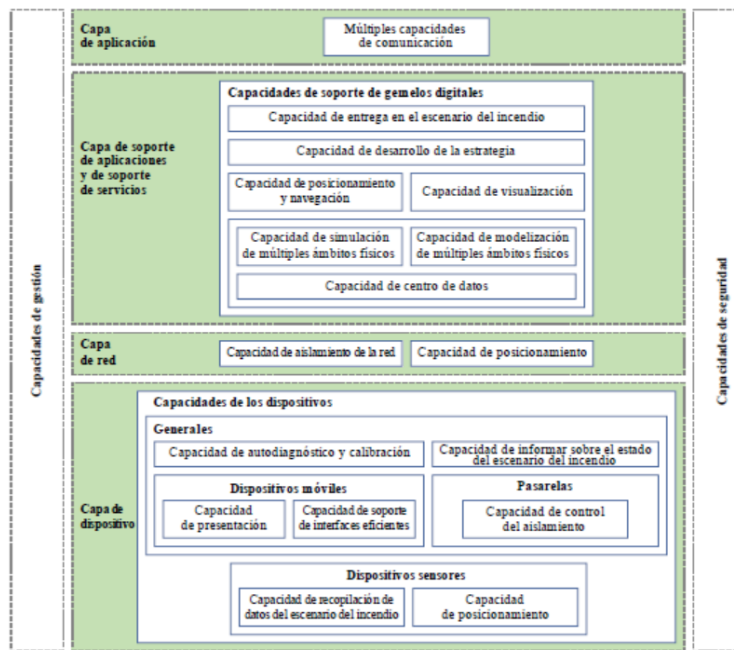 Capa
de aplicación
Múltiples capacidades
de comunicación
Capacidades de gestión
Capacidades de seguridad
Capa de soporte
de aplicaciones
y de soporte
de servicios
Capacidades de soporte de gemelos digitales
Capacidad de entrega en el escenario del incendio
Capacidad de desarrollo de la estrategia
Capacidad de posicionamiento
y navegación
Capacidad de visualización
Capacidad de simulación
de múltiples ámbitos físicos
Capacidad de modelización
de múltiples ámbitos físicos
Capacidad de centro de datos
Capa
de red
Capacidad de aislamiento de la red
Capacidad de posicionamiento
Capa de
dispositivo
Capacidades de los dispositivos
Generales
Capacidad de autodiagnóstico y calibración
Capacidad de informar sobre el estado
del escenario del incendio
Dispositivos móviles
Capacidad
de presentación
Capacidad de soporte
de interfaces eficientes
Pasarelas
Capacidad de control
del aislamiento
Dispositivos sensores
Capacidad de recopilación de
datos del escenario del incendio
Capacidad
de posicionamiento